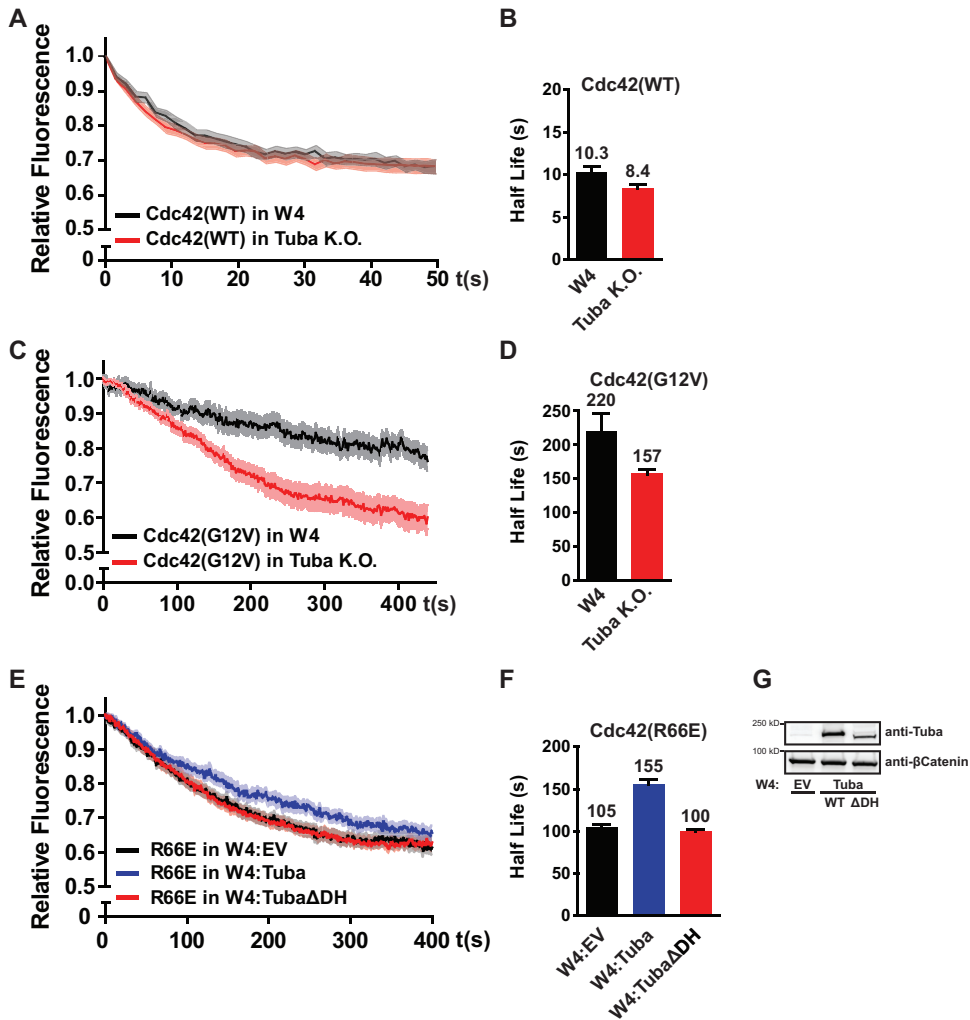 A
Relative Fluorescence
1.0
0.9
0.8
0.7
0.6
0.5
0
Cdc42(WT) in W4
Cdc42(WT) in Tuba K.O.
0 10 20 30 40 50 t(s)
B
Cdc42(WT)
Half Life (s)
20
15
10
5
0
10.3
8.4
W4
Tuba K.O.
C
Relative Fluorescence
1.0
0.9
0.8
0.7
0.6
0.5
0.0
Cdc42(G12V) in W4
Cdc42(G12V) in Tuba K.O.
0 100 200 300 400 t(s)
D
Cdc42(G12V)
Half Life (s)
250
200
150
100
50
0
220
157
W4
Tuba K.O.
E
Relative Fluorescence
1.0
0.9
0.8
0.7
0.6
0.5
0
R66E in W4:EV
R66E in W4:Tuba
R66E in W4:TubaΔDH
0 100 200 300 400 t(s)
F
Cdc42(R66E)
Half Life (s)
200
150
100
50
0
105
155
100
W4:EV
W4:Tuba
W4:TubaΔDH
G
250 kD
anti-Tuba
100 kD
anti-βCatenin
W4: EV Tuba
WT ΔDH